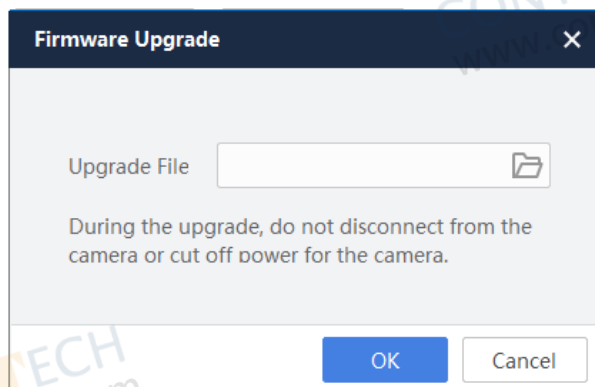 Firmware Upgrade
Upgrade File
During the upgrade, do not disconnect from the
camera or cut off power for the camera.
OK
Cancel
TECH